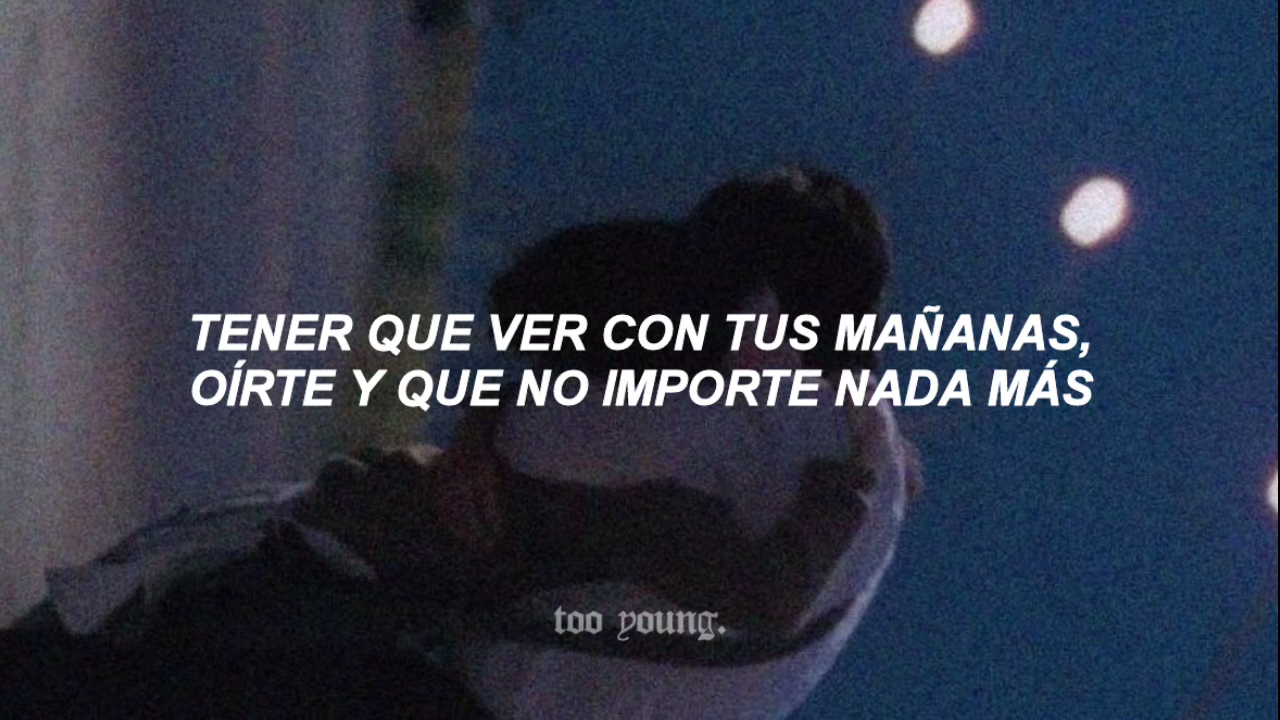 TENER QUE VER CON TUS MAÑANAS,
OÍRTE Y QUE NO IMPORTE NADA MÁS
too young.